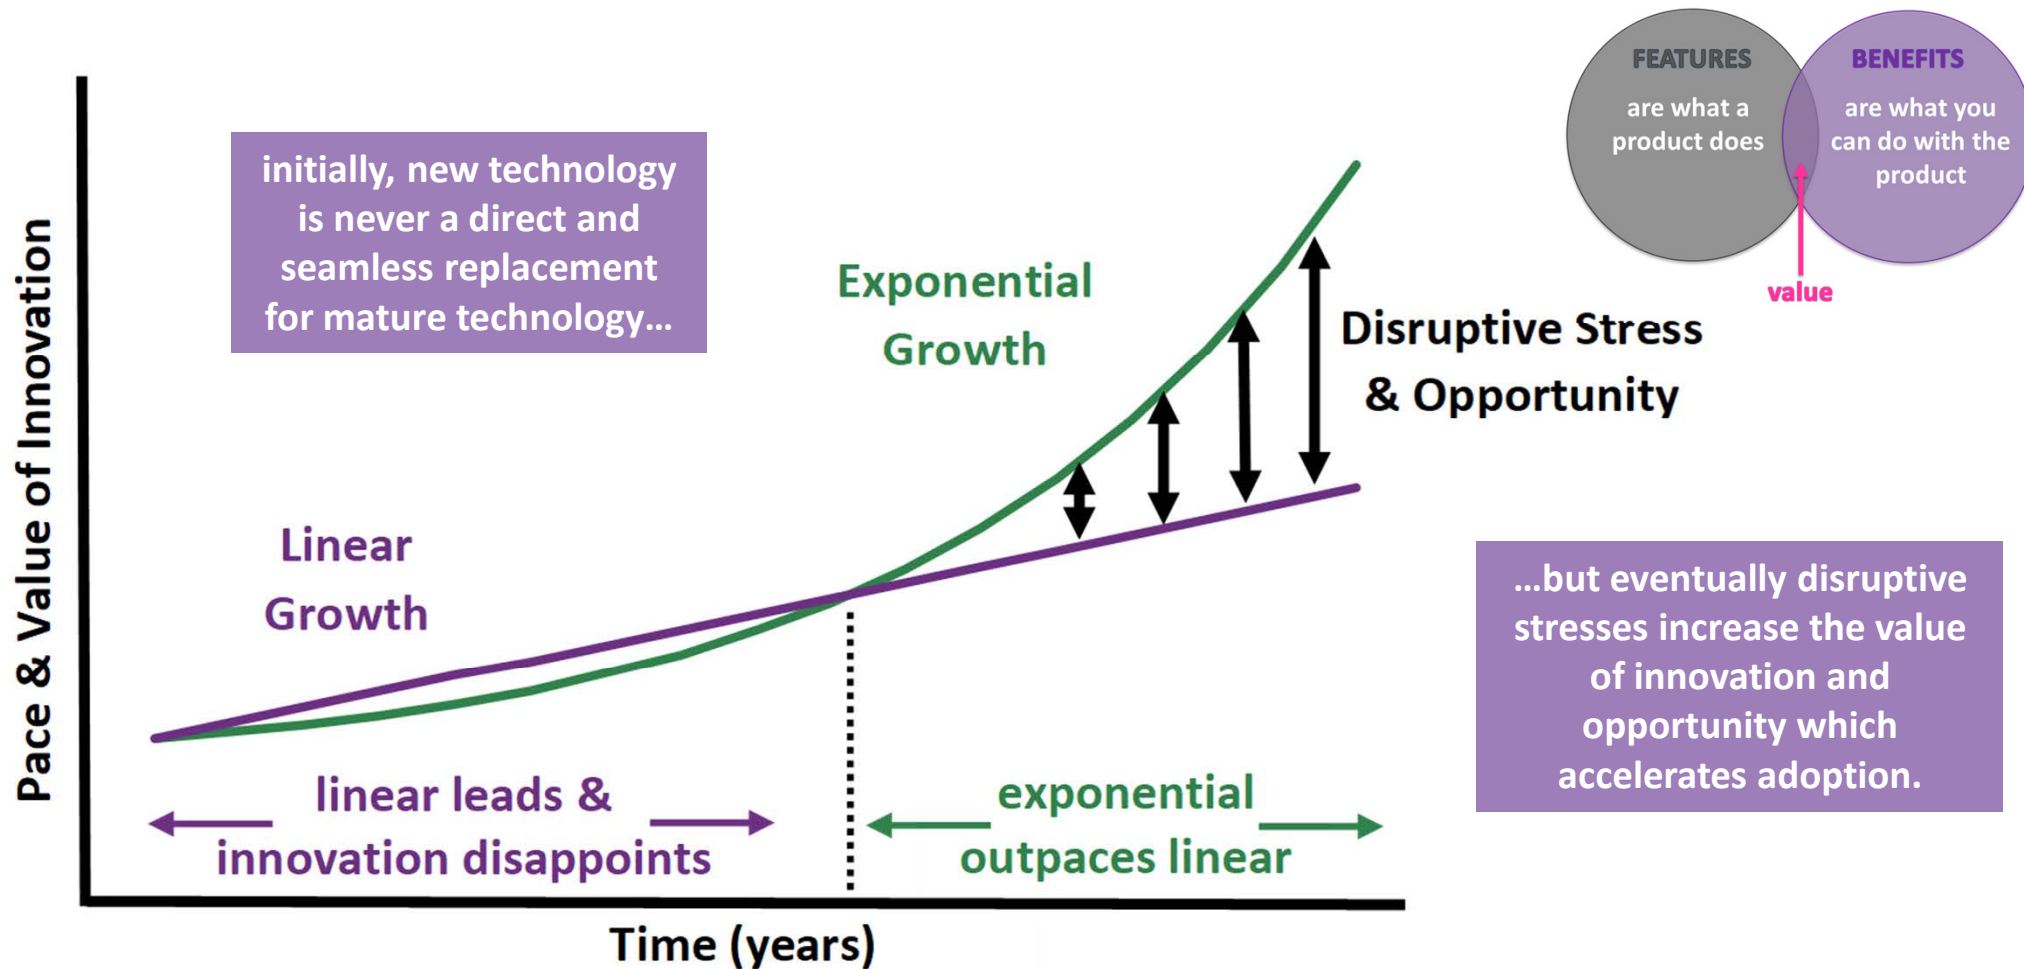 FEATURES
are what a
product does
BENEFITS
are what you
can do with the
product
value
initially, new technology
is never a direct and
seamless replacement
for mature technology…
Exponential
Growth
Disruptive Stress
& Opportunity
Linear
Growth
…but eventually disruptive
stresses increase the value
of innovation and
opportunity which
accelerates adoption.
linear leads &
innovation disappoints
exponential
outpaces linear
Pace & Value of Innovation
Time (years)